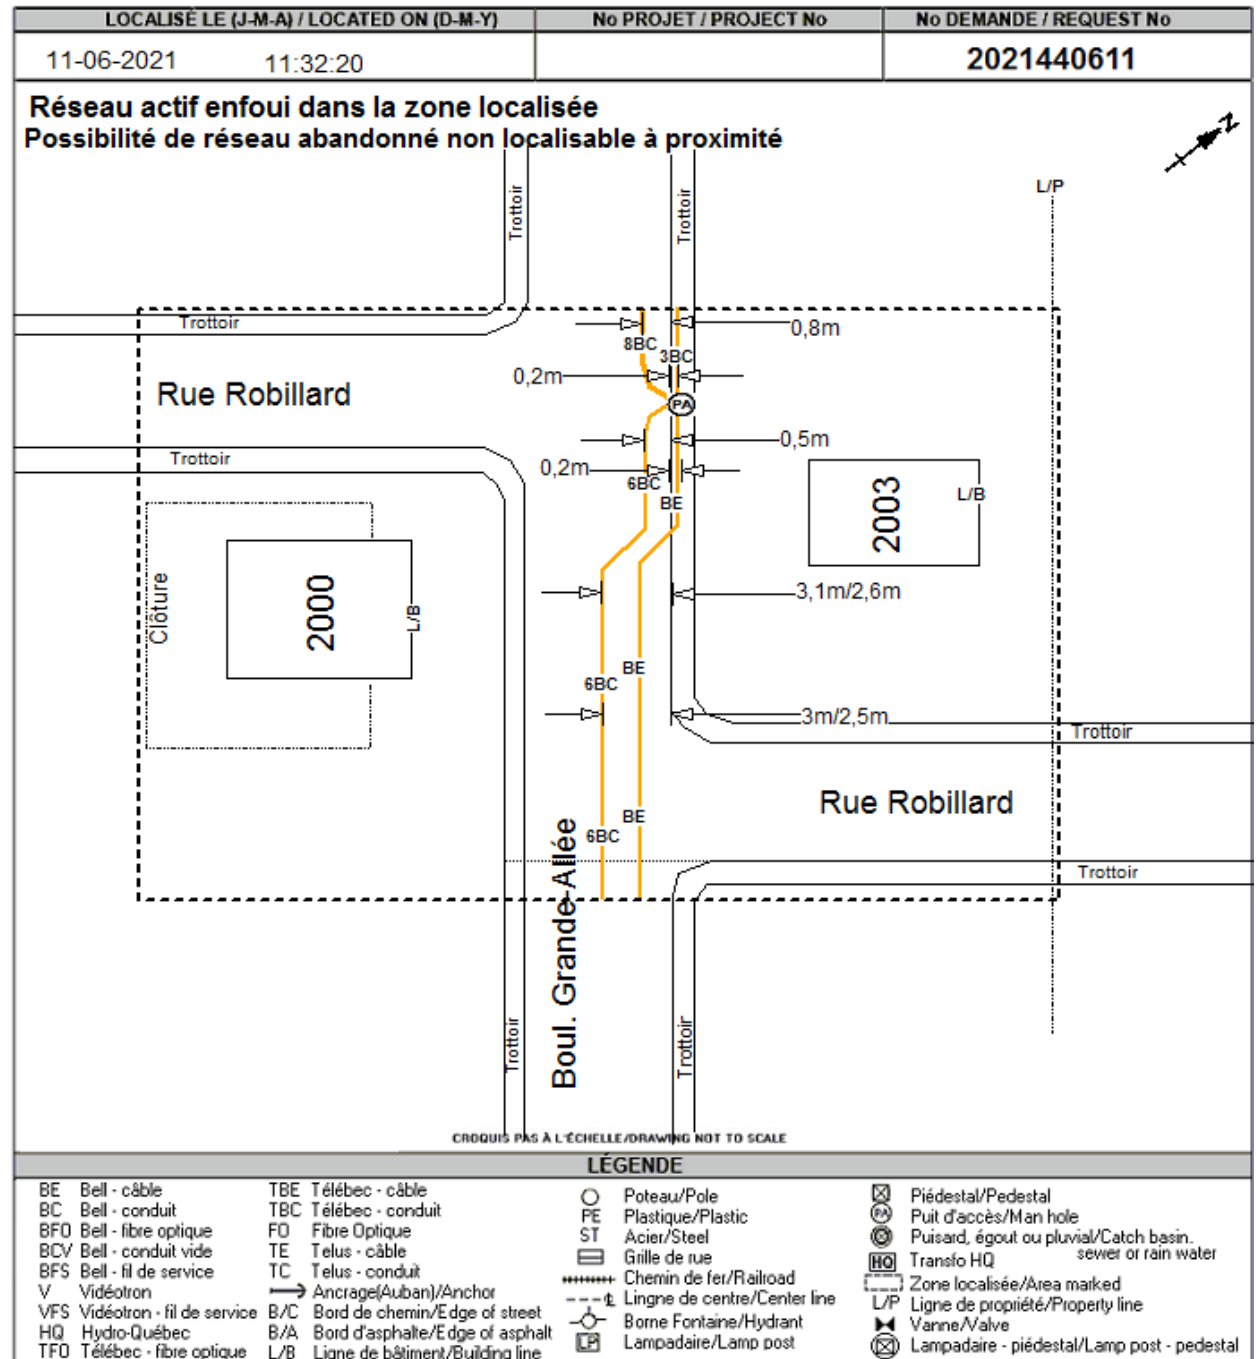 LOCALISÉ LE (J-M-A) / LOCATED ON (D-M-Y) No PROJET / PROJECT No No DEMANDE / REQUEST No
11-06-2021 11:32:20 2021440611
Réseau actif enfoui dans la zone localisée
Possibilité de réseau abandonné non localisable à proximité
Z
L/P
Trottoir
Trottoir
Trottoir
0,8m
8BC
3BC
0,2m
Rue Robillard
PA
0,5m
Trottoir
0,2m
6BC
BE
2003
L/B
Clôture
2000
L/B
3,1m/2,6m
BE
6BC
3m/2,5m
Trottoir
Rue Robillard
BE
6BC
Boul. Grande-Allée
Trottoir
Trottoir
Trottoir
CROQUIS PAS À L'ÉCHELLE/DRAWING NOT TO SCALE
LÉGENDE
BE Bell - câble
BC Bell - conduit
BFO Bell - fibre optique
BCV Bell - conduit vide
BFS Bell - fil de service
V Vidéotron
VFS Vidéotron - fil de service
HQ Hydro-Québec
TFO Télébec - fibre optique
TBE Télébec - câble
TBC Télébec - conduit
FO Fibre Optique
TE Telus - câble
TC Telus - conduit
Ancrage(Auban)/Anchor
B/C Bord de chemin/Edge of street
B/A Bord d'asphalte/Edge of asphalt
L/B Ligne de bâtiment/Building line
Poteau/Pole
PE Plastique/Plastic
ST Acier/Steel
Grille de rue
Chemin de fer/Railroad
Lingne de centre/Center line
Borne Fontaine/Hydrant
LP Lampadaire/Lamp post
Piédestal/Pedestal
PA Puit d'accès/Man hole
Puisard, égout ou pluvial/Catch basin.
sewer or rain water
HQ Transfo HQ
Zone localisée/Area marked
L/P Ligne de propriété/Property line
Vanne/Valve
Lampadaire - piédestal/Lamp post - pedestal